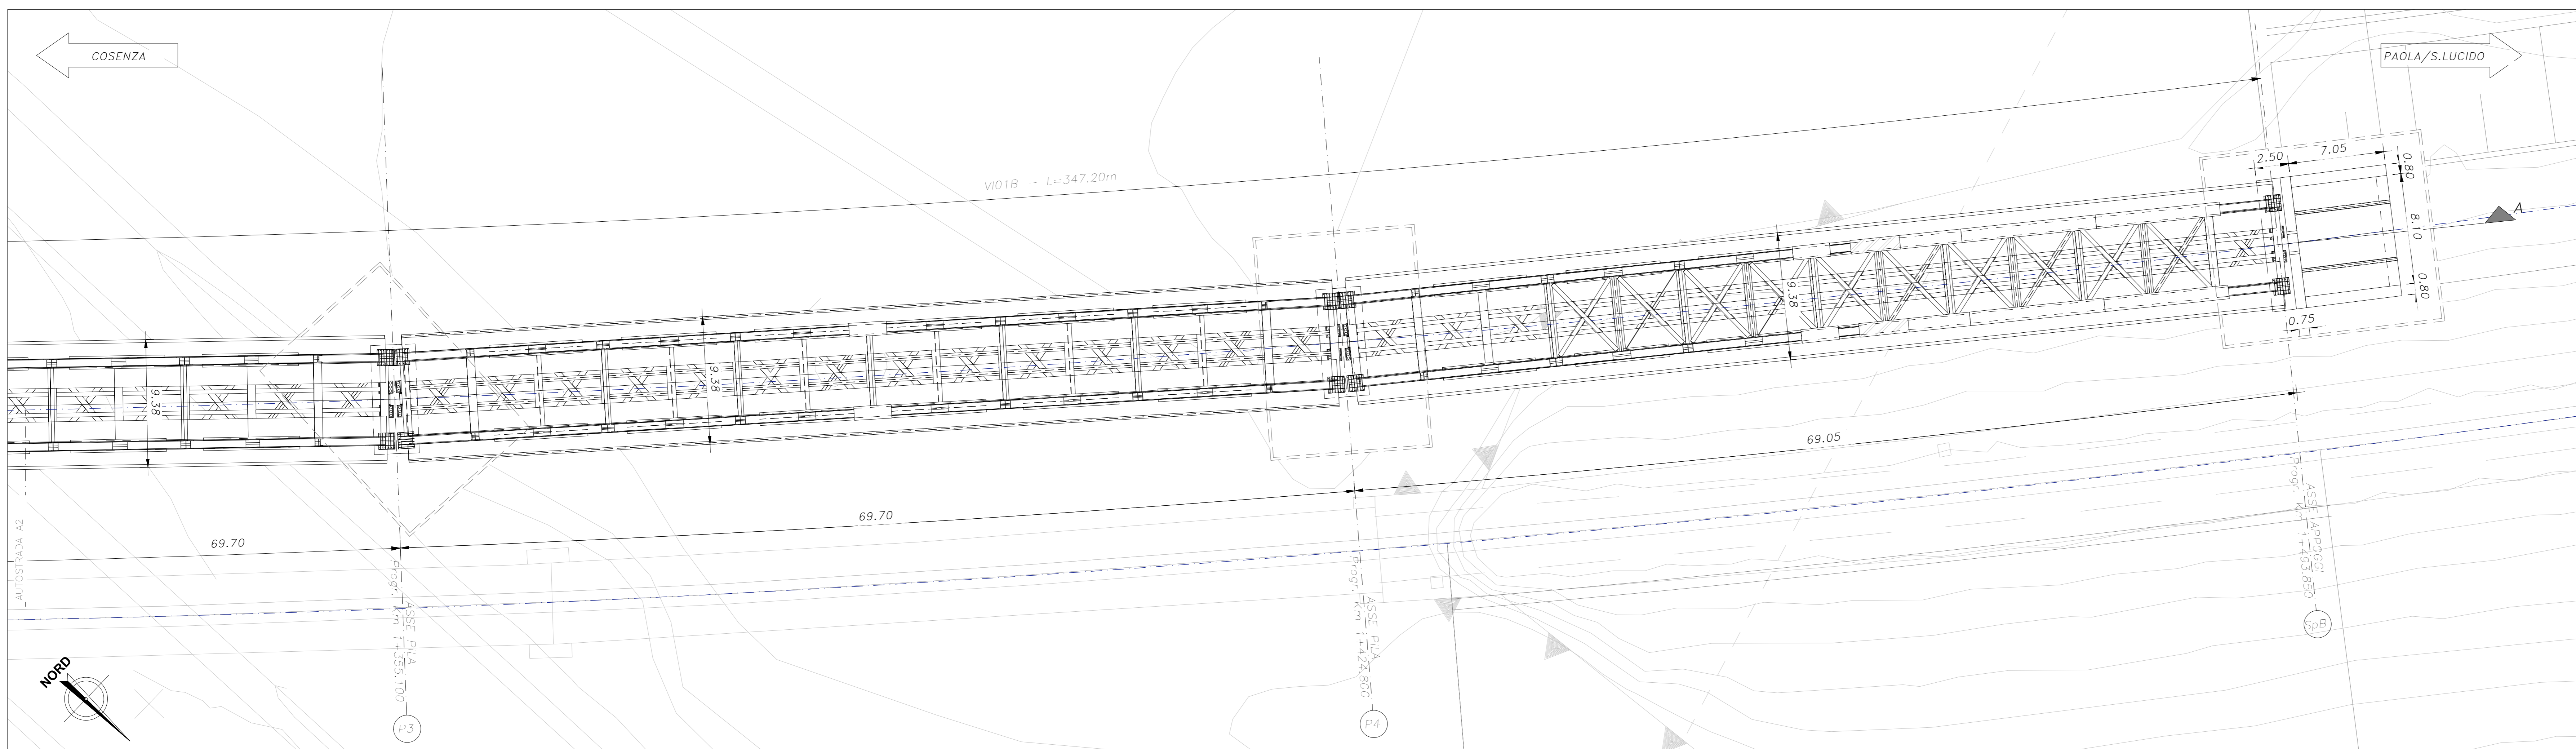 COSENZA
PAOLA/S.LUCIDO
VI01B - L=347,20m
2.50
7.05
0.80
8.10
0.80
0.75
A
9.38
9.38
9.38
69.70
69.70
69.05
AUTOSTRADA A2
NORD
ASSE PILA
Progr. Km 1+355.100
P3
ASSE PILA
Progr. Km 1+424.800
P4
ASSE APPOGGI
Progr. Km 1+493.850
SpB